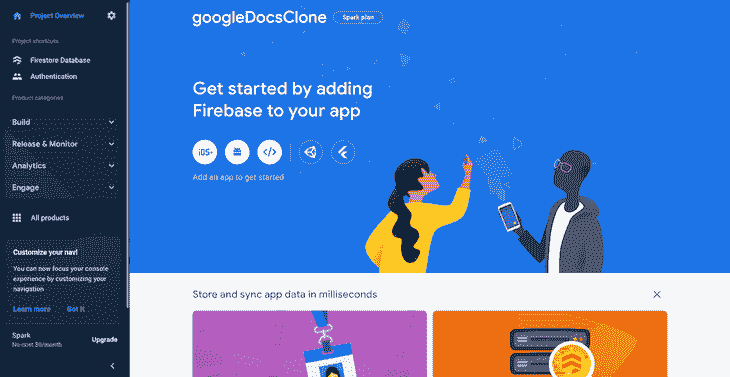 Project Overview
Project shortcuts
Firestore Database
Authentication
Product categories
Build
Release & Monitor
Analytics
Engage
All products
Customize your nav!
You can now focus your console
experience by customizing your
navigation
Learn more
Got it
Spark
No-cost $0/month
Upgrade
googleDocsClone
Spark plan
Get started by adding
Firebase to your app
iOS+
Add an app to get started
Store and sync app data in milliseconds